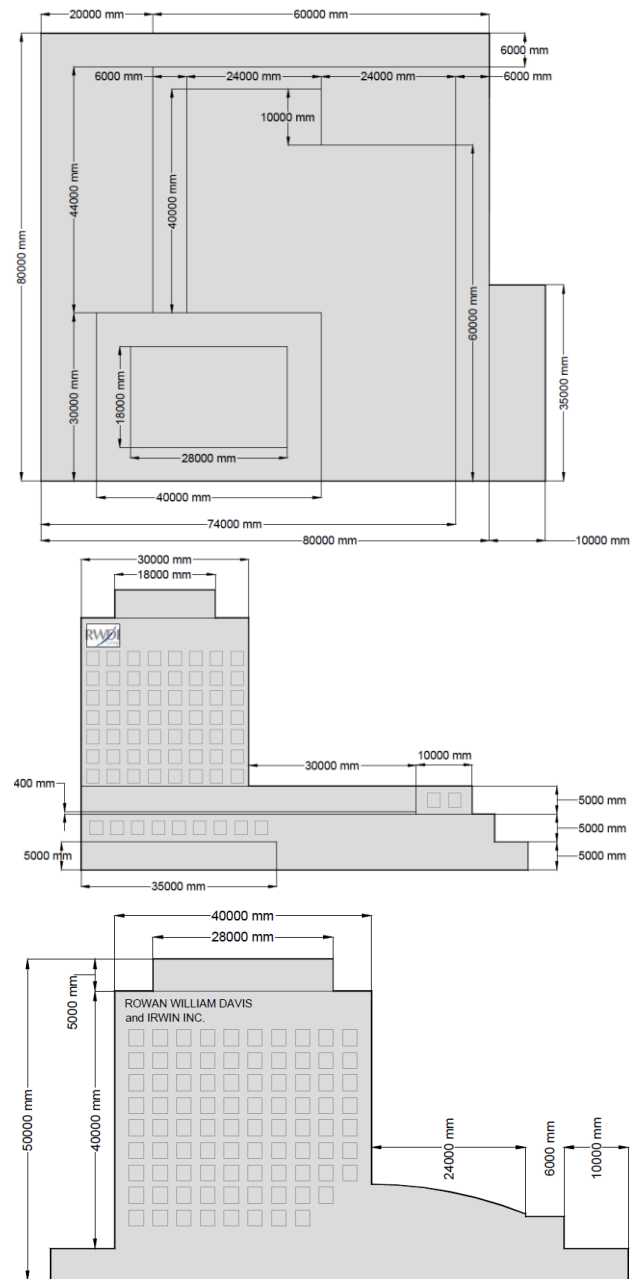 20000 mm
60000 mm
6000 mm
6000 mm
24000 mm
24000 mm
6000 mm
10000 mm
44000 mm
40000 mm
80000 mm
60000 mm
35000 mm
30000 mm
18000 mm
28000 mm
40000 mm
74000 mm
80000 mm
10000 mm
30000 mm
18000 mm
RWDI
30000 mm
10000 mm
400 mm
5000 mm
5000 mm
5000 mm
5000 mm
35000 mm
40000 mm
28000 mm
5000 mm
ROWAN WILLIAM DAVIS
and IRWIN INC.
50000 mm
40000 mm
24000 mm
6000 mm
10000 mm